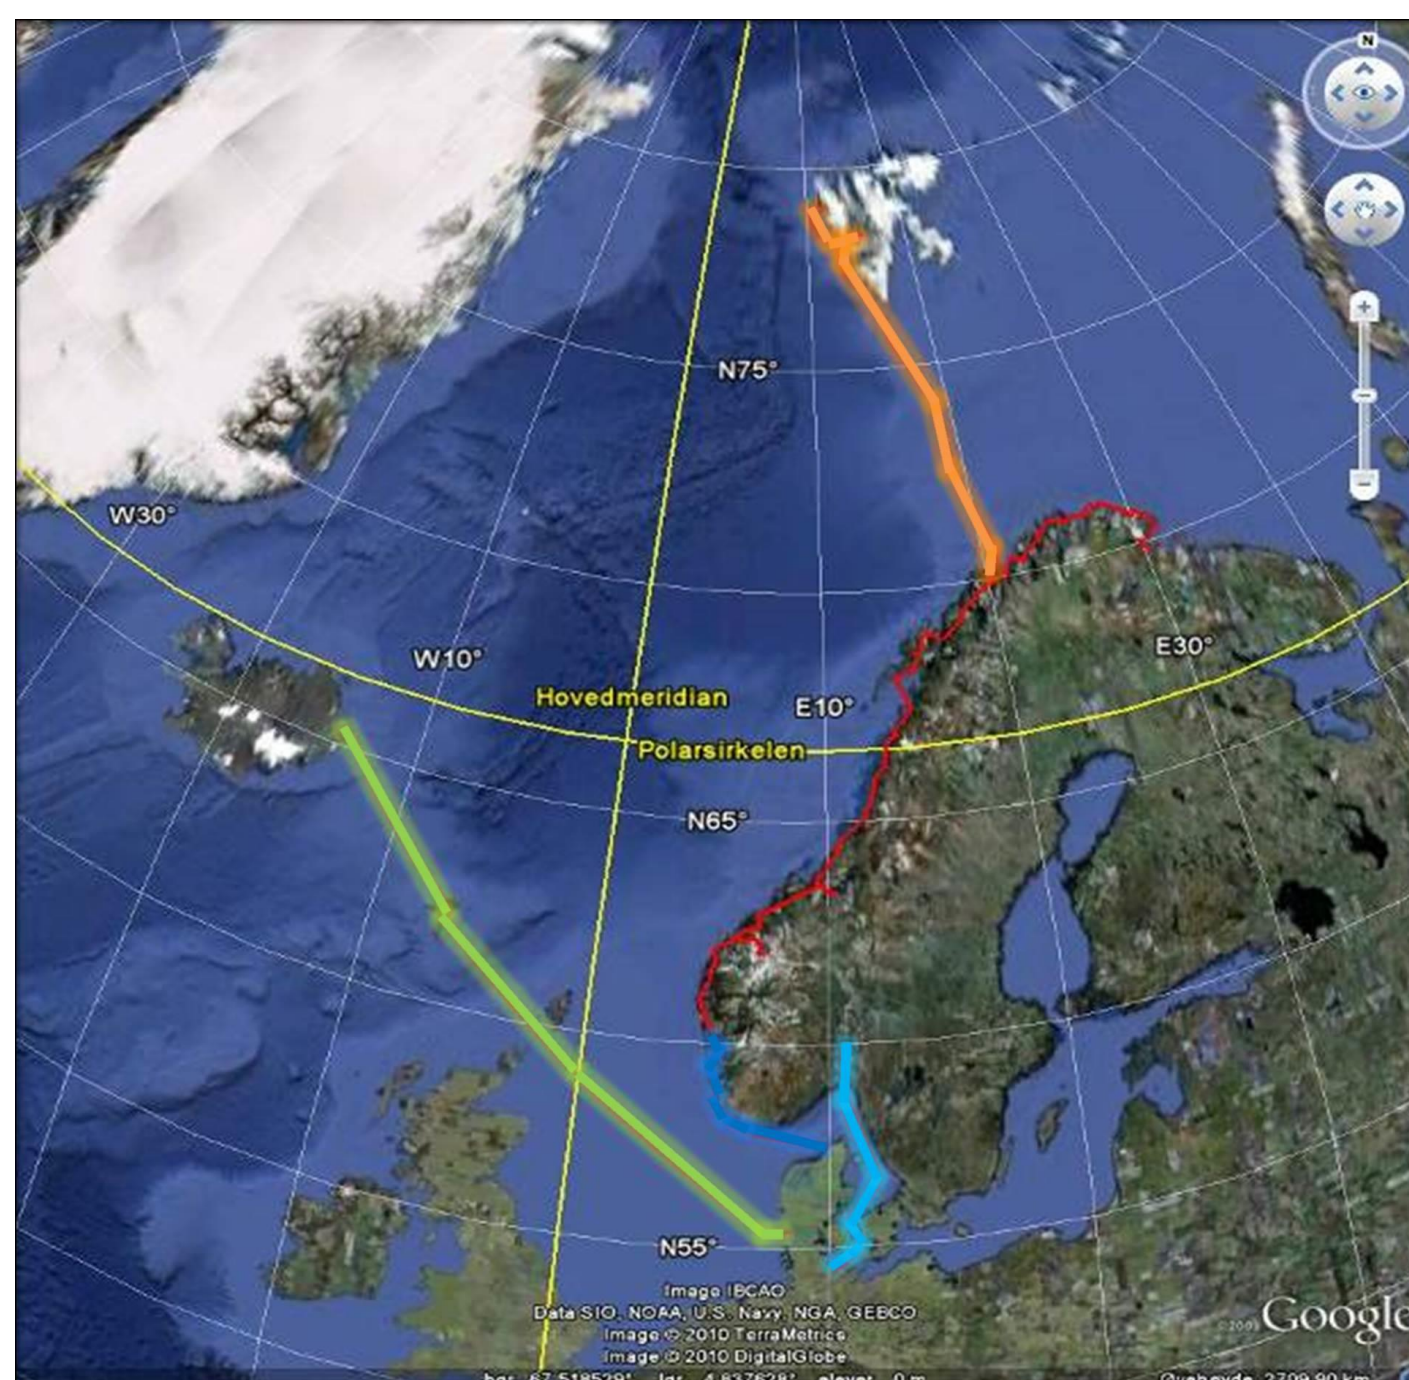 N
N75°
W30°
W10°
E30°
Hovedmeridian
E10°
Polarsirkelen
N65°
N55°
Image IBCAO
Data SIO, NOAA, U.S. Navy, NGA, GEBCO
Image © 2010 TerraMetrics
Image © 2010 DigitalGlobe
©2009 Google